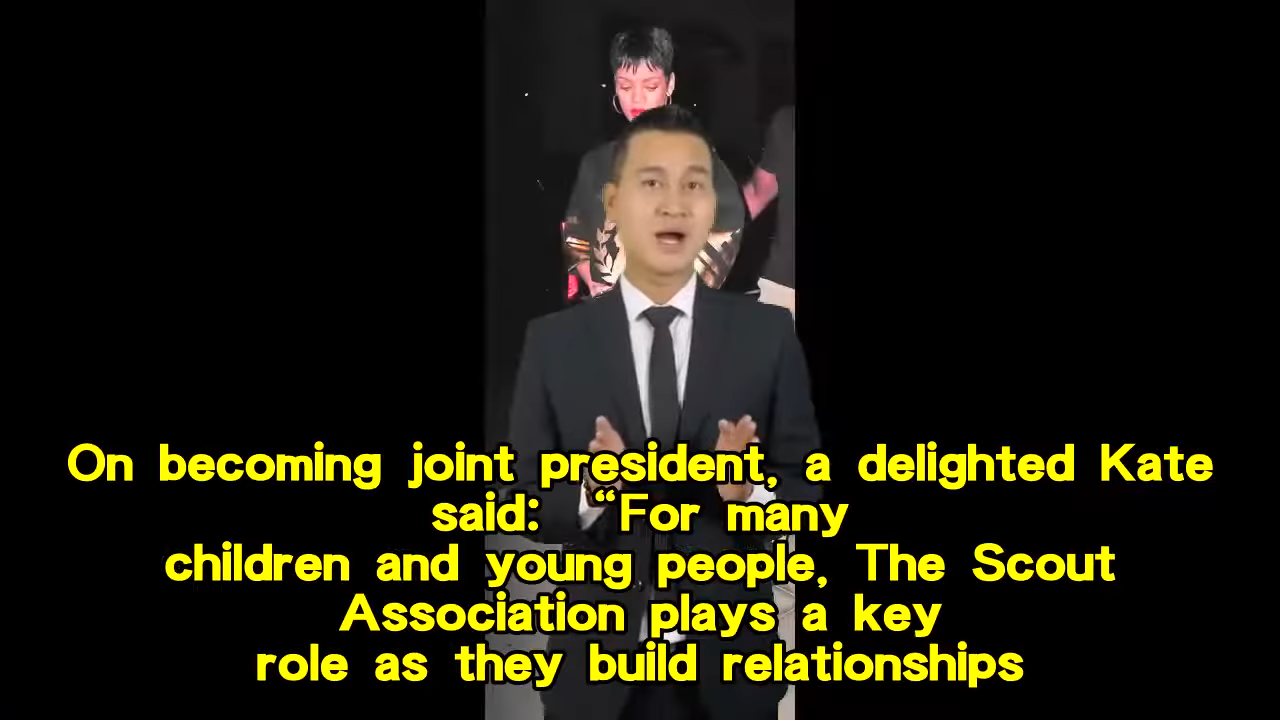 On becoming joint president, a delighted Kate
said: “For many
children and young people, The Scout
Association plays a key
role as they build relationships